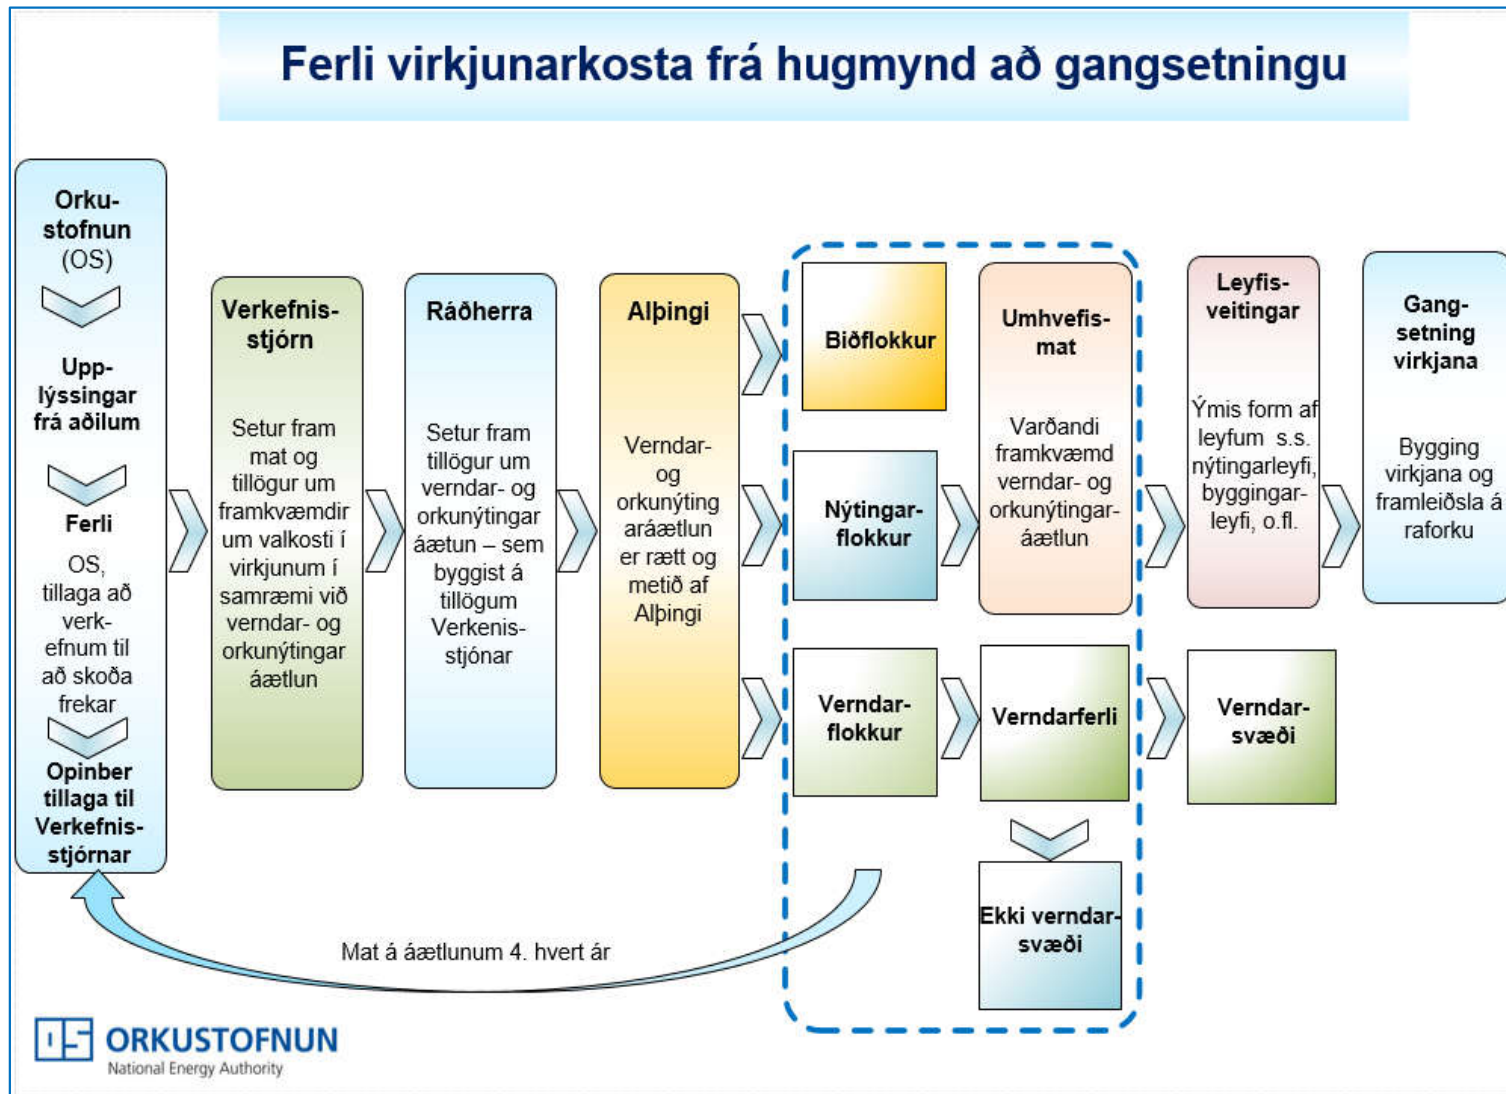 Ferli virkjunarkosta frá hugmynd að gangsetningu
Orku-
stofnun
(OS)
Upp-
lýssingar
frá aðilum
Ferli
OS,
tillaga að
verk-
efnum til
að skoða
frekar
Opinber
tillaga til
Verkefnis-
stjórnar
Verkefnis-
stjórn
Setur fram
mat og
tillögur um
framkvæmdir
um valkosti í
virkjunum í
samræmi við
verndar- og
orkunýtingar
áætlun
Ráðherra
Setur fram
tillögur um
verndar- og
orkunýtingar
áætun – sem
byggist á
tillögum
Verkenis-
stjónar
Alþingi
Verndar-
og
orkunýting
aráætlun
er rætt og
metið af
Alþingi
Biðflokkur
Nýtingar-
flokkur
Verndar-
flokkur
Umhvefis-
mat
Varðandi
framkvæmd
verndar- og
orkunýtingar-
áætlun
Verndarferli
Ekki verndar-
svæði
Leyfis-
veitingar
Ýmis form af
leyfum s.s.
nýtingarleyfi,
byggingar-
leyfi, o.fl.
Verndar-
svæði
Gang-
setning
virkjana
Bygging
virkjana og
framleiðsla á
raforku
Mat á áætlunum 4. hvert ár
OS
ORKUSTOFNUN
National Energy Authority